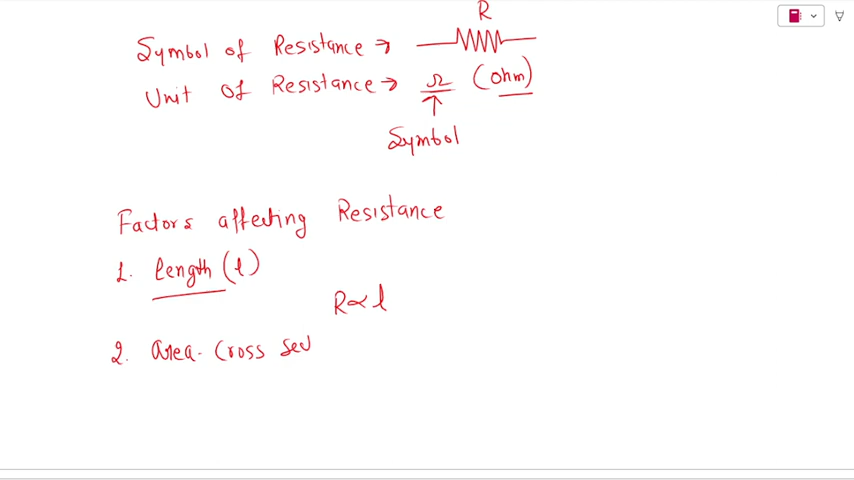 R
Symbol of Resistance →
Unit of Resistance → Ω (ohm)
↑
Symbol
Factors affecting Resistance
1. length (l)
R∝l
2. Area- Cross sec